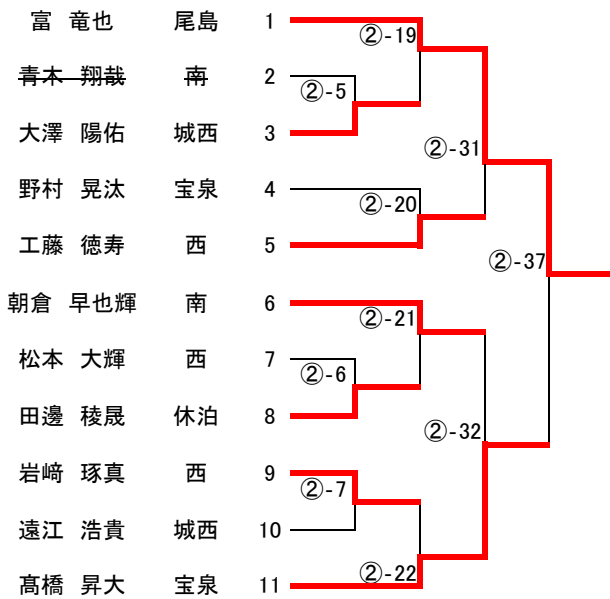 富 竜也 尾島 1
②-19
青木 翔哉 南 2
②-5
大澤 陽佑 城西 3
②-31
野村 晃汰 宝泉 4
②-20
工藤 徳寿 西 5
②-37
朝倉 早也輝 南 6
②-21
松本 大輝 西 7
②-6
田邊 稜晟 休泊 8
②-32
岩﨑 琢真 西 9
②-7
遠江 浩貴 城西 10
②-22
髙橋 昇大 宝泉 11